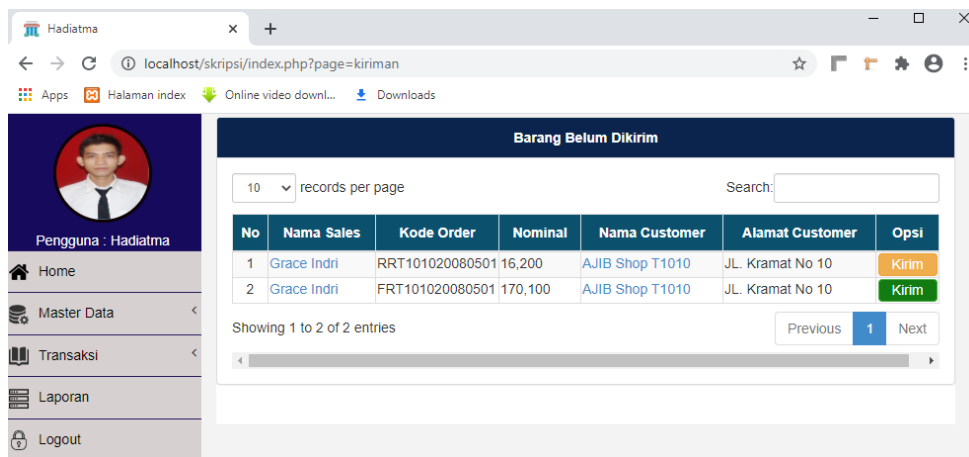 Hadiatma
localhost/skripsi/index.php?page=kiriman
Apps Halaman index Online video downl... Downloads
Barang Belum Dikirim
10 records per page Search:
Pengguna : Hadiatma
No Nama Sales Kode Order Nominal Nama Customer Alamat Customer Opsi
1 Grace Indri RRT101020080501 16,200 AJIB Shop T1010 JL. Kramat No 10 Kirim
2 Grace Indri FRT101020080501 170,100 AJIB Shop T1010 JL. Kramat No 10 Kirim
Showing 1 to 2 of 2 entries Previous 1 Next
Home
Master Data
Transaksi
Laporan
Logout